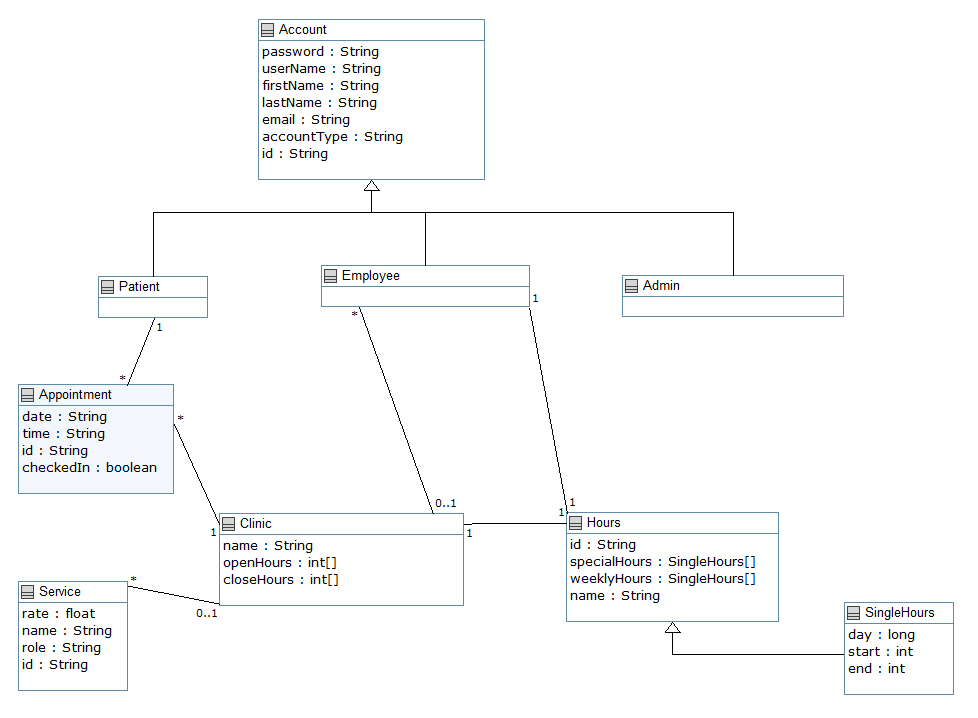 Account
password : String
userName : String
firstName : String
lastName : String
email : String
accountType : String
id : String
Patient
Employee
Admin
1
*
1
*
Appointment
date : String
time : String
id : String
checkedIn : boolean
*
1
0..1
1
1
1
Clinic
name : String
openHours : int[]
closeHours : int[]
Hours
id : String
specialHours : SingleHours[]
weeklyHours : SingleHours[]
name : String
*
0..1
Service
rate : float
name : String
role : String
id : String
SingleHours
day : long
start : int
end : int